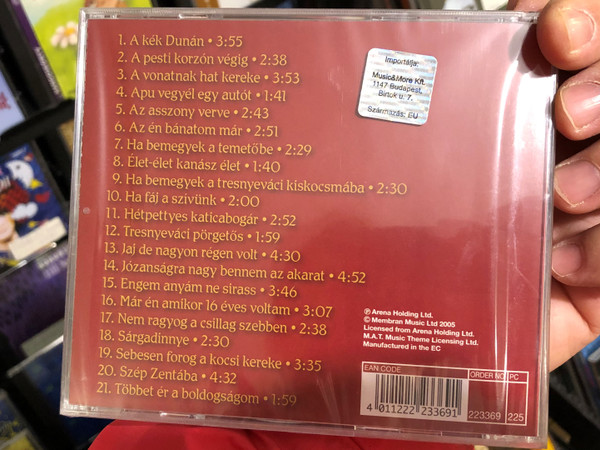 1. A kék Dunán • 3:55
2. A pesti korzón végig • 2:38
3. A vonatnak hat kereke • 3:53
4. Apu vegyél egy autót • 1:41
5. Az asszony verve • 2:43
6. Az én bánatom már • 2:51
7. Ha bemegyek a temetőbe • 2:29
8. Élet-élet kanász élet • 1:40
9. Ha bemegyek a tresnyeváci kiskocsmába • 2:30
10. Ha fáj a szivünk • 2:00
11. Hétpettyes katicabogár • 2:52
12. Tresnyeváci pörgetős • 1:59
13. Jaj de nagyon régen volt • 4:30
14. Józanságra nagy bennem az akarat • 4:52
15. Engem anyám ne sirass • 3:46
16. Már én amikor 16 éves voltam • 3:07
17. Nem ragyog a csillag szebben • 2:38
18. Sárgadinnye • 2:30
19. Sebesen forog a kocsi kereke • 3:35
20. Szép Zentába • 4:32
21. Többet ér a boldogságom • 1:59
Importálja:
Music&More Kft.
1147 Budapest,
Birtok u. 7.
Származás: EU
℗ Arena Holding Ltd.
© Membran Music Ltd 2005
Licensed from Arena Holding Ltd.
M.A.T. Music Theme Licensing Ltd.
Manufactured in the EC
EAN CODE
ORDER NO.
PC
4 011222 233691
223369
225